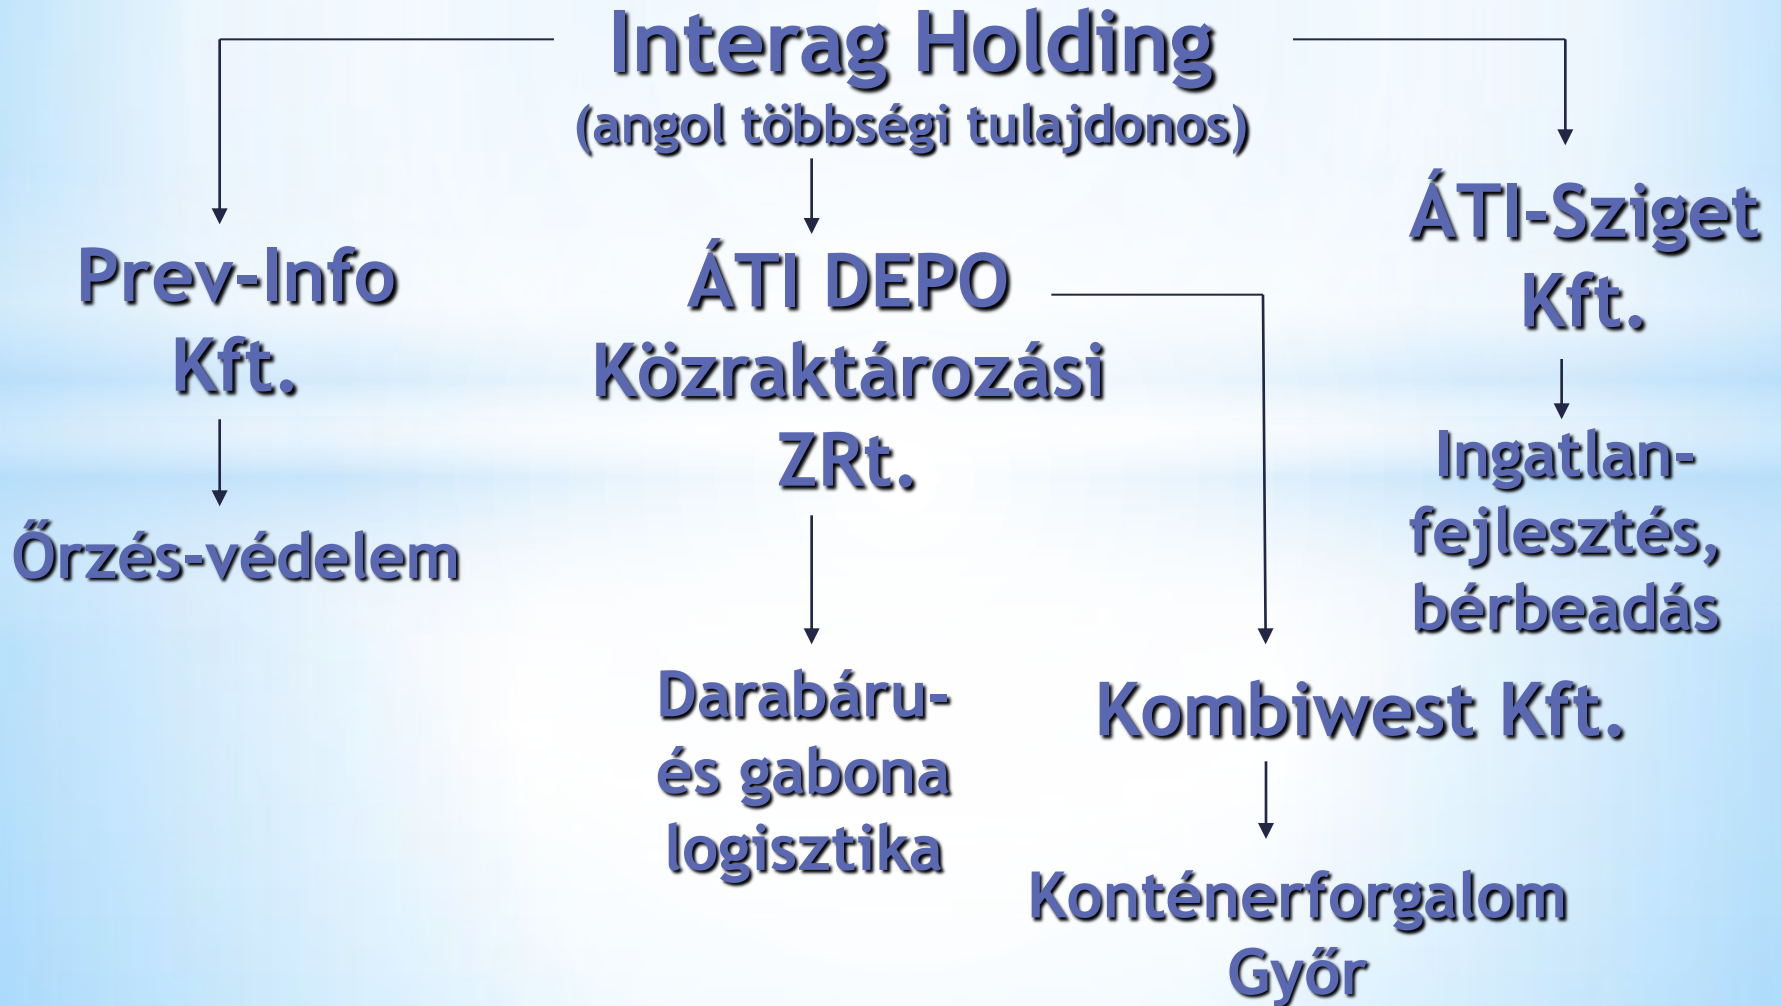 Interag Holding
(angol többségi tulajdonos)
Prev-Info
Kft.
Őrzés-védelem
ÁTI DEPO
Közraktározási
ZRt.
Darabáru-
és gabona
logisztika
Kombiwest Kft.
Konténerforgalom
Győr
ÁTI-Sziget
Kft.
Ingatlan-
fejlesztés,
bérbeadás